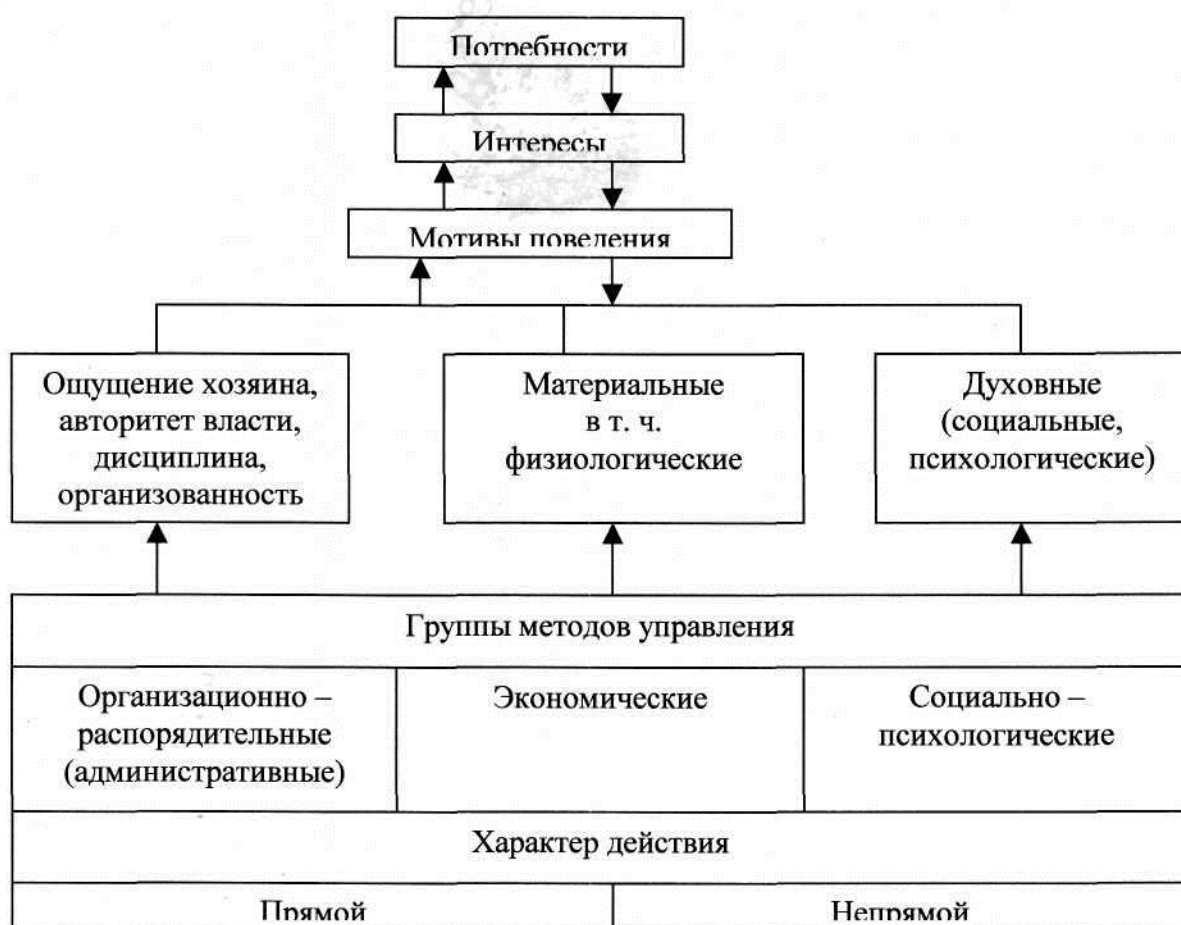 Потребности
Интересы
Мотивы поведения
Ощущение хозяина,
авторитет власти,
дисциплина,
организованность
Материальные
в т. ч.
физиологические
Духовные
(социальные,
психологические)
Группы методов управления
Организационно –
распорядительные
(административные)
Экономические
Социально –
психологические
Характер действия
Прямой
Непрямой